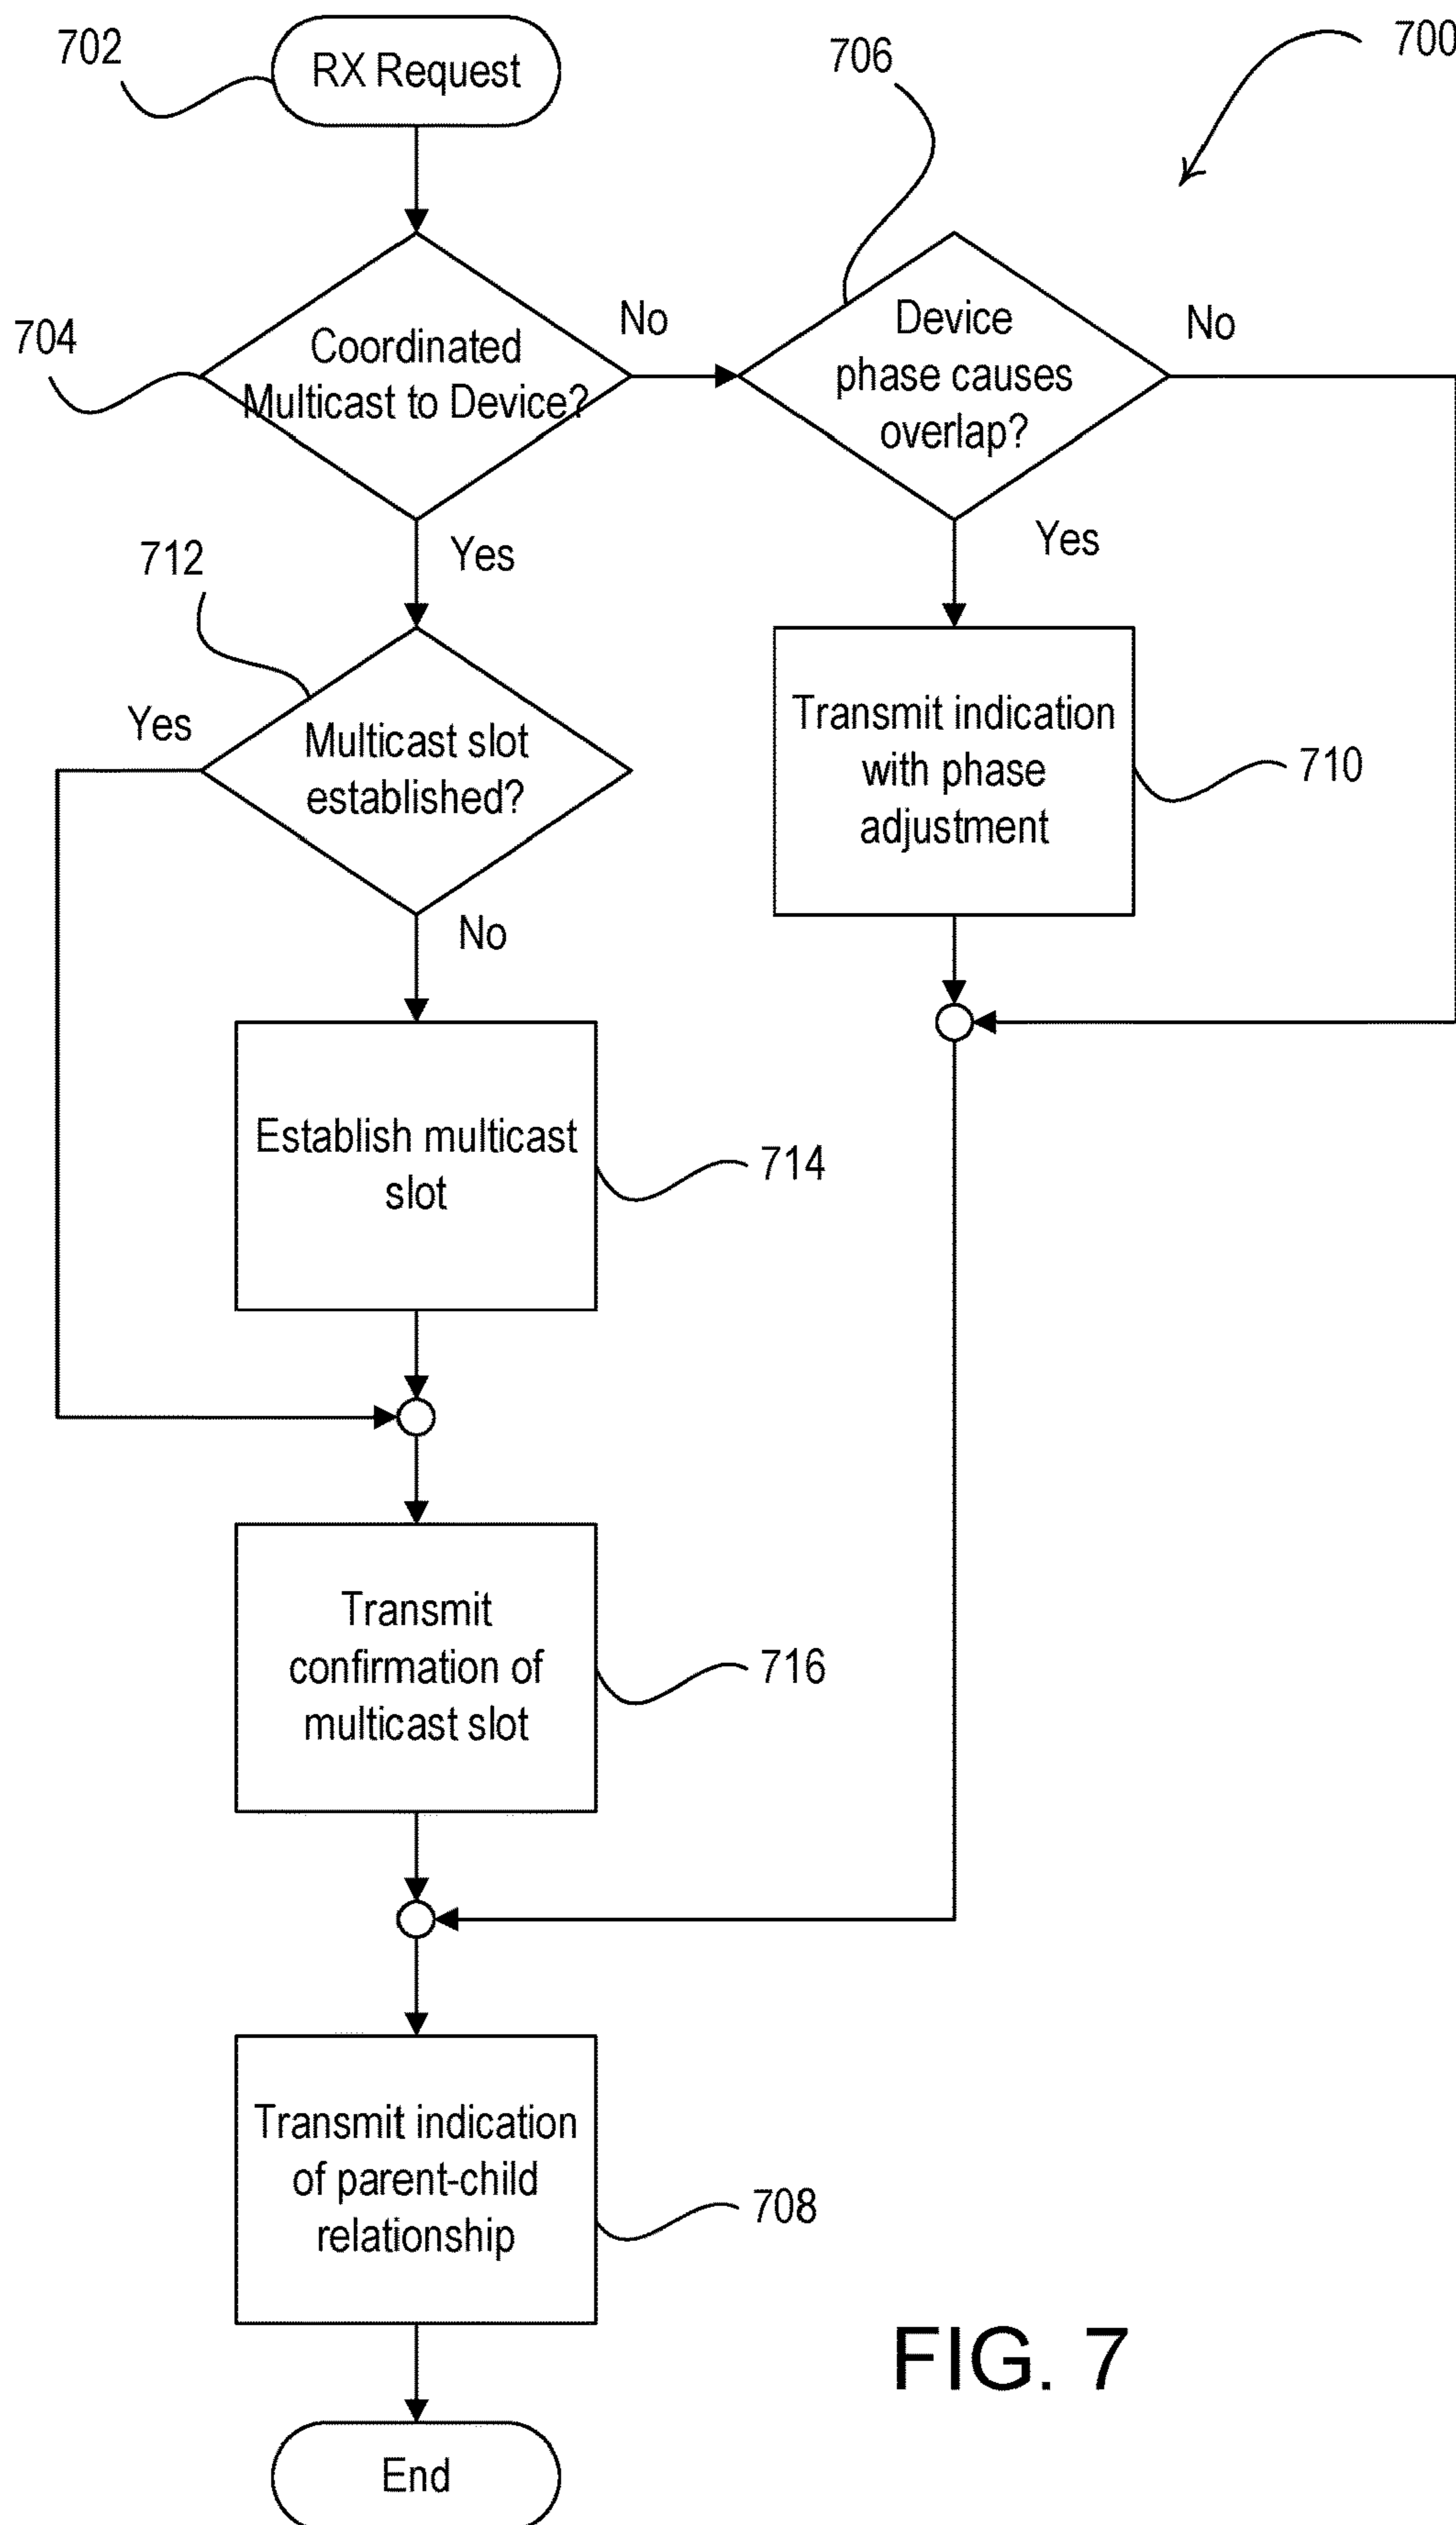 702
RX Request
706
700
704
Coordinated
Multicast to Device?
No
Device
phase causes
overlap?
No
Yes
Yes
712
Yes
Multicast slot
established?
No
Transmit indication
with phase
adjustment
710
Establish multicast
slot
714
Transmit
confirmation of
multicast slot
716
Transmit indication
of parent-child
relationship
708
FIG. 7
End